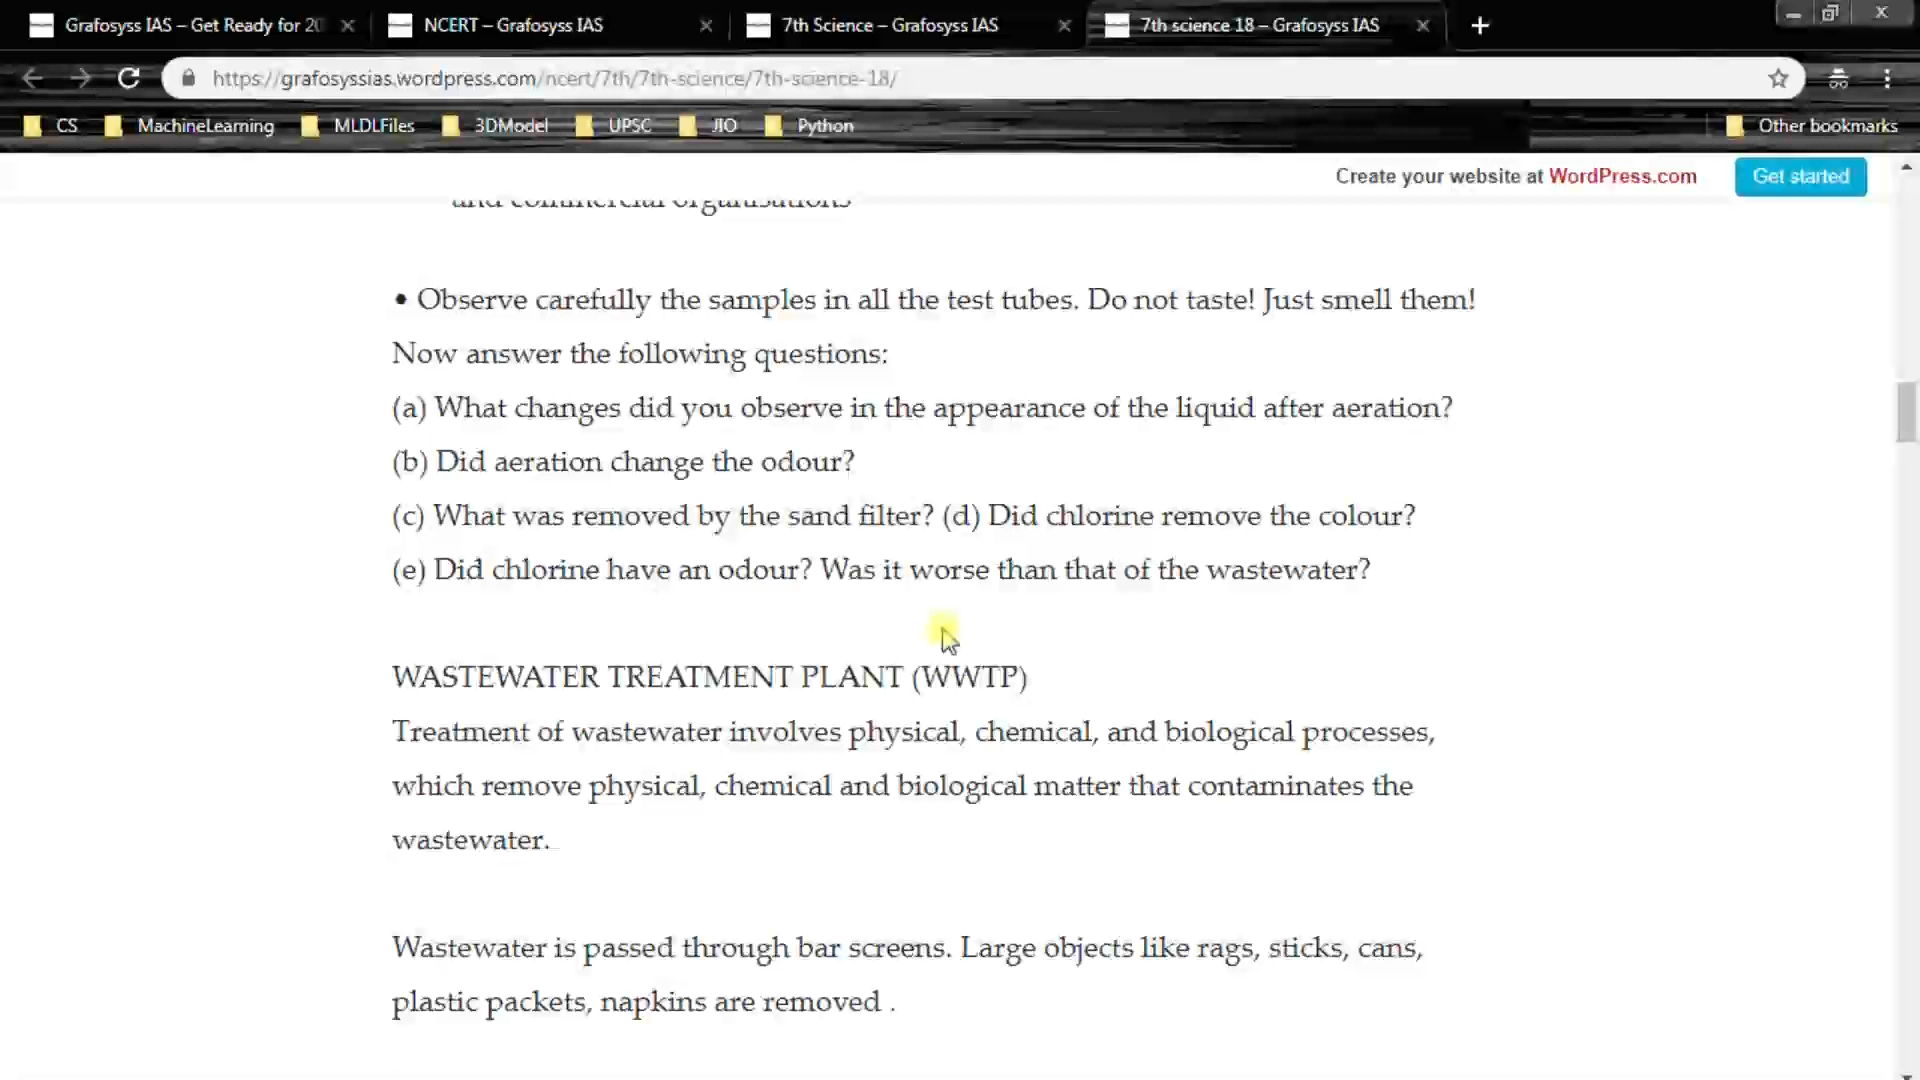 Grafosyss IAS – Get Ready for 20
NCERT – Grafosyss IAS
7th Science – Grafosyss IAS
7th science 18 – Grafosyss IAS
https://grafosyssias.wordpress.com/ncert/7th/7th-science/7th-science-18/
CS
MachineLearning
MLDLFiles
3DModel
UPSC
JIO
Python
Other bookmarks
Create your website at WordPress.com
Get started
and commercial organisations
• Observe carefully the samples in all the test tubes. Do not taste! Just smell them!
Now answer the following questions:
(a) What changes did you observe in the appearance of the liquid after aeration?
(b) Did aeration change the odour?
(c) What was removed by the sand filter? (d) Did chlorine remove the colour?
(e) Did chlorine have an odour? Was it worse than that of the wastewater?
WASTEWATER TREATMENT PLANT (WWTP)
Treatment of wastewater involves physical, chemical, and biological processes,
which remove physical, chemical and biological matter that contaminates the
wastewater.
Wastewater is passed through bar screens. Large objects like rags, sticks, cans,
plastic packets, napkins are removed .